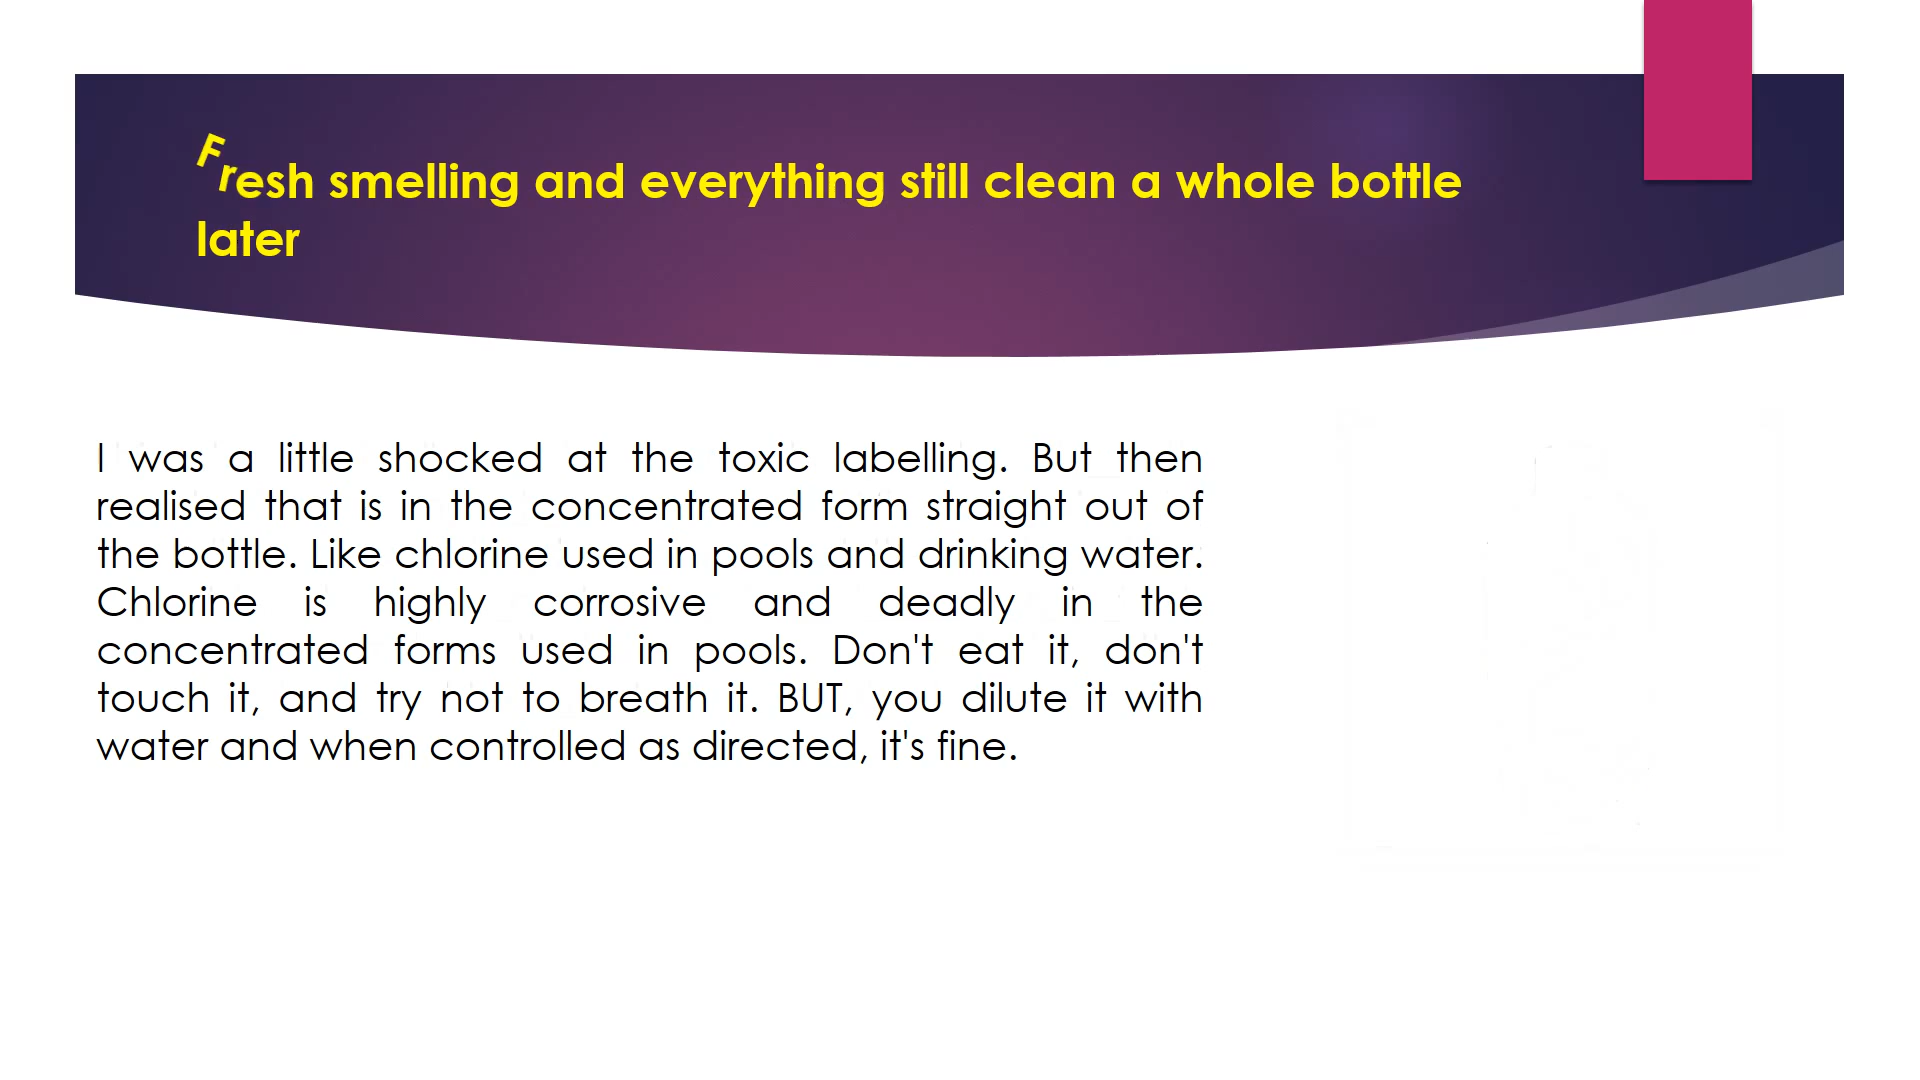 Fresh smelling and everything still clean a whole bottle
later
I was a little shocked at the toxic labelling. But then
realised that is in the concentrated form straight out of
the bottle. Like chlorine used in pools and drinking water.
Chlorine is highly corrosive and deadly in the
concentrated forms used in pools. Don't eat it, don't
touch it, and try not to breath it. BUT, you dilute it with
water and when controlled as directed, it's fine.